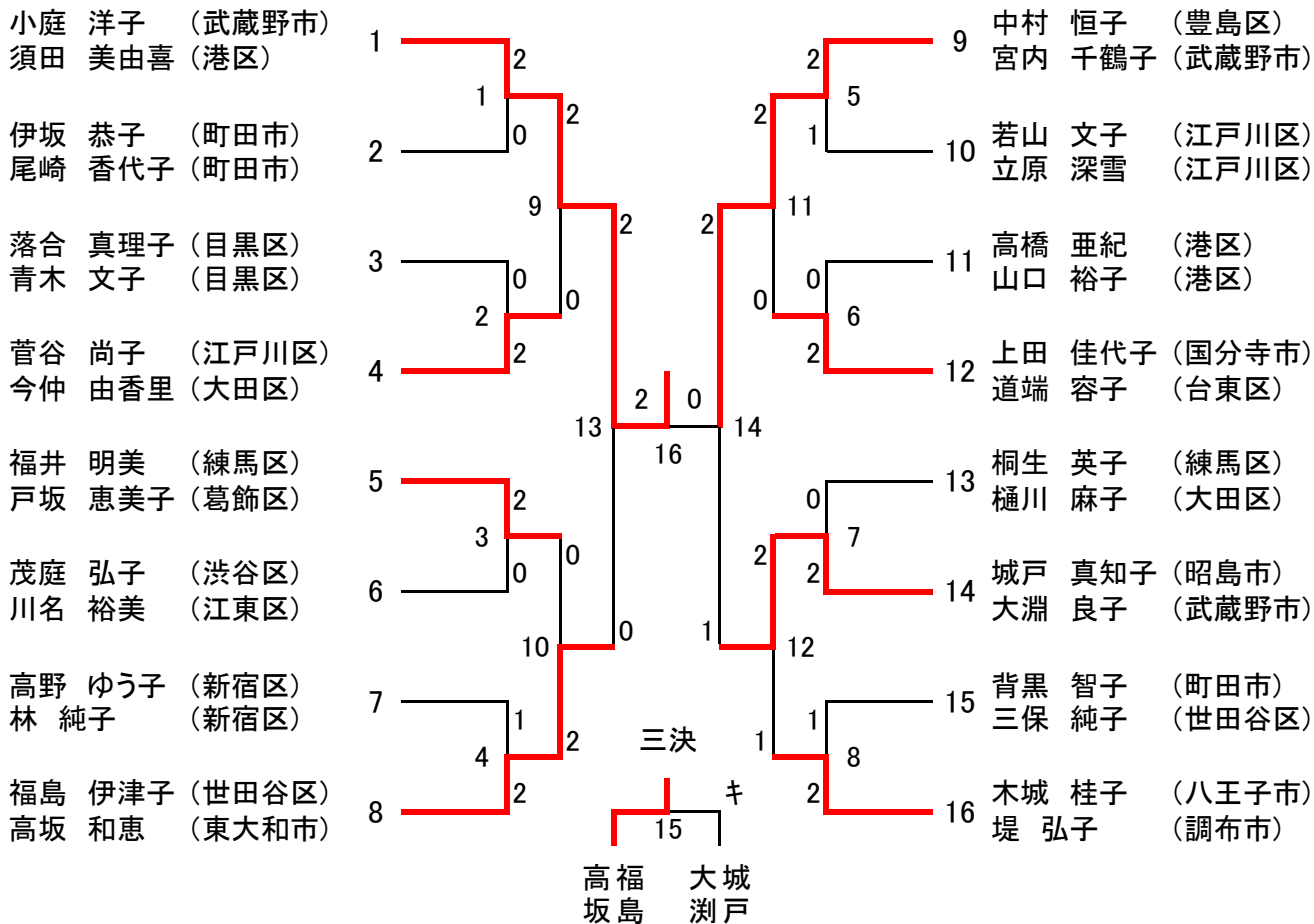 小庭 洋子 （武蔵野市）
須田 美由喜（港区）
1
伊坂 恭子 （町田市）
尾崎 香代子（町田市）
2
落合 真理子（目黒区）
青木 文子 （目黒区）
3
菅谷 尚子 （江戸川区）
今仲 由香里（大田区）
4
福井 明美 （練馬区）
戸坂 恵美子（葛飾区）
5
茂庭 弘子 （渋谷区）
川名 裕美 （江東区）
6
高野 ゆう子（新宿区）
林 純子 （新宿区）
7
福島 伊津子（世田谷区）
高坂 和恵 （東大和市）
8
2
1
0
0
2
2
2
3
0
1
4
2
2
9
0
0
10
2
2
13
0
2
0
16
三決
キ
15
高福
坂島
大城
渕戸
2
14
1
2
11
0
2
12
1
2
5
1
0
6
2
0
7
2
1
8
2
9
中村 恒子 （豊島区）
宮内 千鶴子（武蔵野市）
10
若山 文子 （江戸川区）
立原 深雪 （江戸川区）
11
高橋 亜紀 （港区）
山口 裕子 （港区）
12
上田 佳代子（国分寺市）
道端 容子 （台東区）
13
桐生 英子 （練馬区）
樋川 麻子 （大田区）
14
城戸 真知子（昭島市）
大淵 良子 （武蔵野市）
15
背黒 智子 （町田市）
三保 純子 （世田谷区）
16
木城 桂子 （八王子市）
堤 弘子 （調布市）